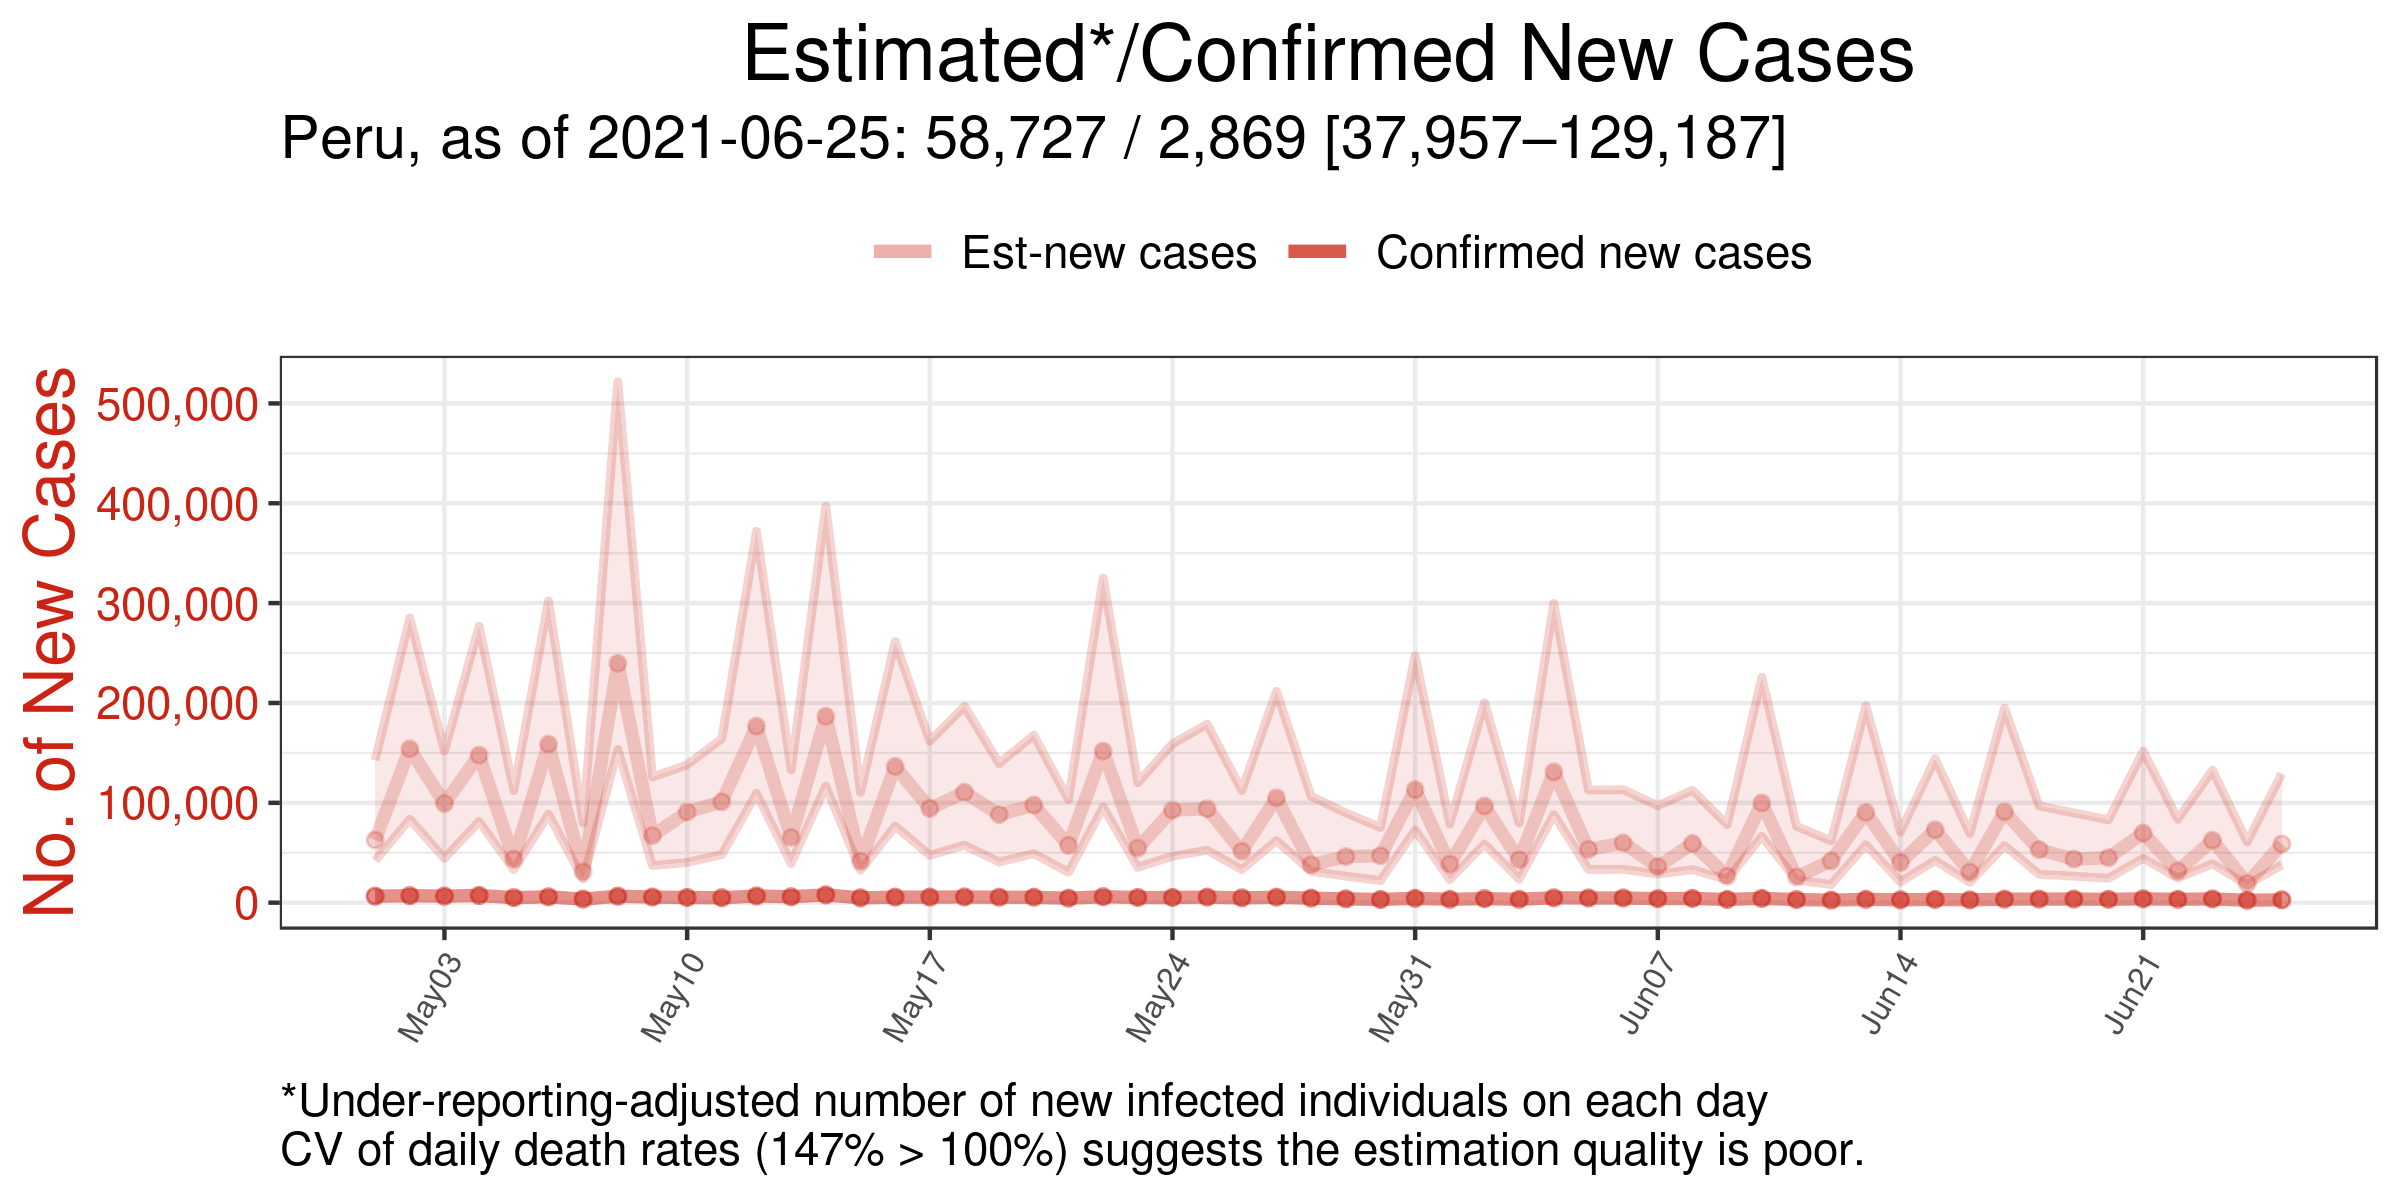 Estimated*/Confirmed New Cases
Peru, as of 2021-06-25: 58,727 / 2,869 [37,957–129,187]
Est-new cases
Confirmed new cases
No. of New Cases
500,000
400,000
300,000
200,000
100,000
0
May03
May10
May17
May24
May31
Jun07
Jun14
Jun21
*Under-reporting-adjusted number of new infected individuals on each day
CV of daily death rates (147% > 100%) suggests the estimation quality is poor.